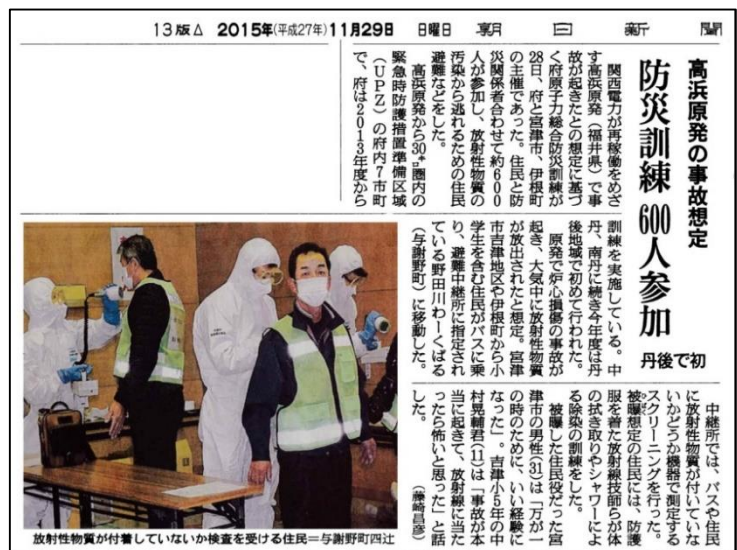 13版△ 2015年(平成27年)11月29日 日曜日 朝日新聞
高浜原発の事故想定
防災訓練 600人参加
丹後で初
関西電力が再稼働をめざ
す高浜原発(福井県)で事
故が起きたとの想定に基づ
く府原子力総合防災訓練が
28日、府と宮津市、伊根町
の主催であった。住民と防
災関係者合わせて約600
人が参加し、放射性物質の
汚染から逃れるための住民
避難などをした。
高浜原発から30㌔圏内の
緊急時防護措置準備区域
(UPZ)の府内7市町
で、府は2013年度から
訓練を実施している。中
丹、南丹に続き今年度は丹
後地域で初めて行われた。
原発で炉心損傷の事故が
起き、大気中に放射性物質
が放出されたと想定。宮津
市吉津地区や伊根町から小
学生を含む住民がバスに乗
り、避難中継所に指定され
ている野田川わーくぱる
(与謝野町)に移動した。
中継所では、バスや住民
に放射性物質が付いていな
いかどうか機器で測定する
スクリーニングを行った。
被曝想定の住民には、防護
服を着た放射線技師らが体
の拭き取りやシャワーによ
る除染の訓練をした。
被曝した住民役だった宮
津市の男性(31)は「万が一
の時のために、いい経験に
なった」。吉津小5年の中
村晃輔君(11)は「事故が本
当に起きて、放射線に当た
ったら怖いと思った」と話
した。
(藤崎昌彦)
放射性物質が付着していないか検査を受ける住民=与謝野町四辻